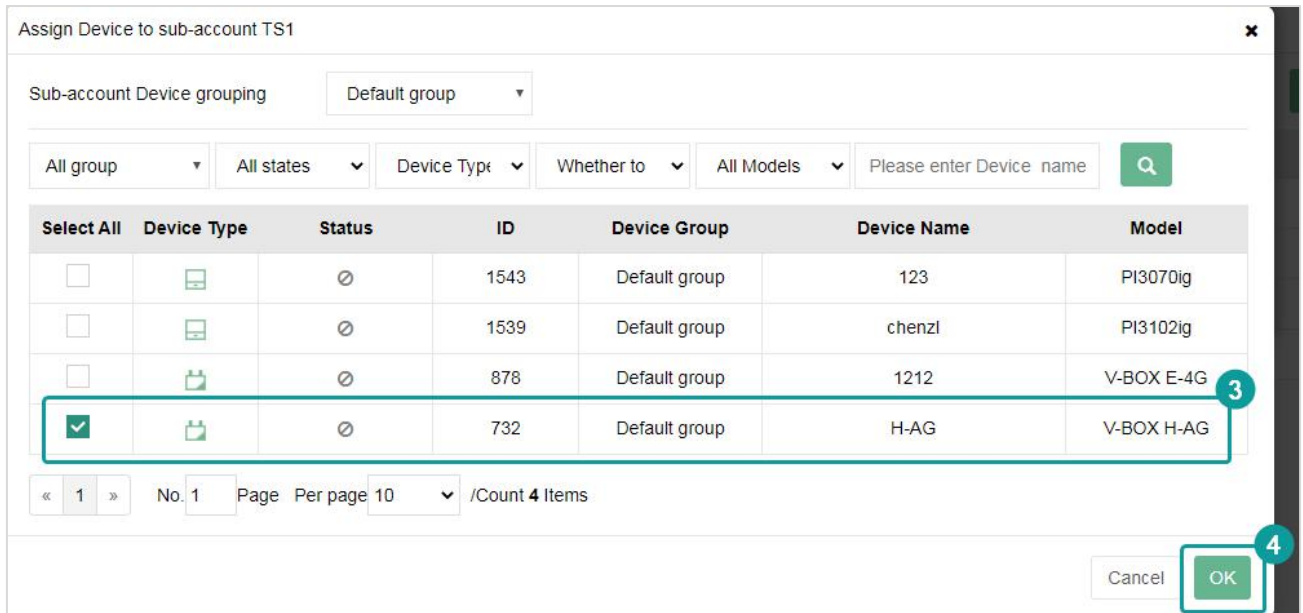 Assign Device to sub-account TS1
Sub-account Device grouping Default group
All group All states Device Type Whether to All Models Please enter Device name
Select All Device Type Status ID Device Group Device Name Model
1543 Default group 123 PI3070ig
1539 Default group chenzl PI3102ig
878 Default group 1212 V-BOX E-4G
3
732 Default group H-AG V-BOX H-AG
« 1 » No. 1 Page Per page 10 /Count 4 Items
4
Cancel OK